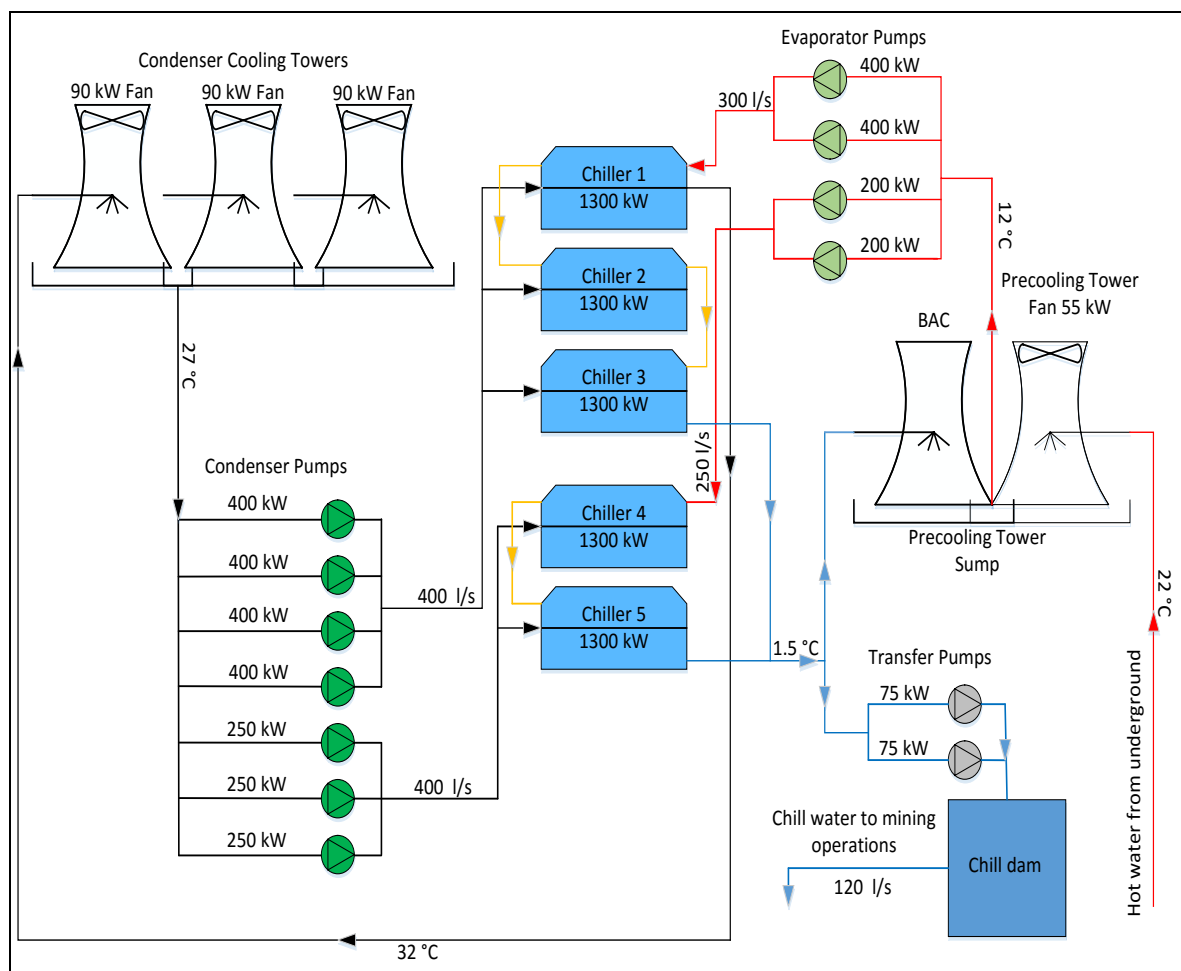 Condenser Cooling Towers
90 kW Fan
90 kW Fan
90 kW Fan
Evaporator Pumps
400 kW
300 l/s
400 kW
200 kW
200 kW
12 °C
Chiller 1
1300 kW
Chiller 2
1300 kW
Chiller 3
1300 kW
Chiller 4
1300 kW
Chiller 5
1300 kW
250 l/s
Precooling Tower
Fan 55 kW
BAC
Precooling Tower
Sump
27 °C
Condenser Pumps
400 kW
400 kW
400 kW
400 kW
250 kW
250 kW
250 kW
400 l/s
400 l/s
1.5 °C
22 °C
Hot water from underground
Transfer Pumps
75 kW
75 kW
Chill water to mining
operations
120 l/s
Chill dam
32 °C